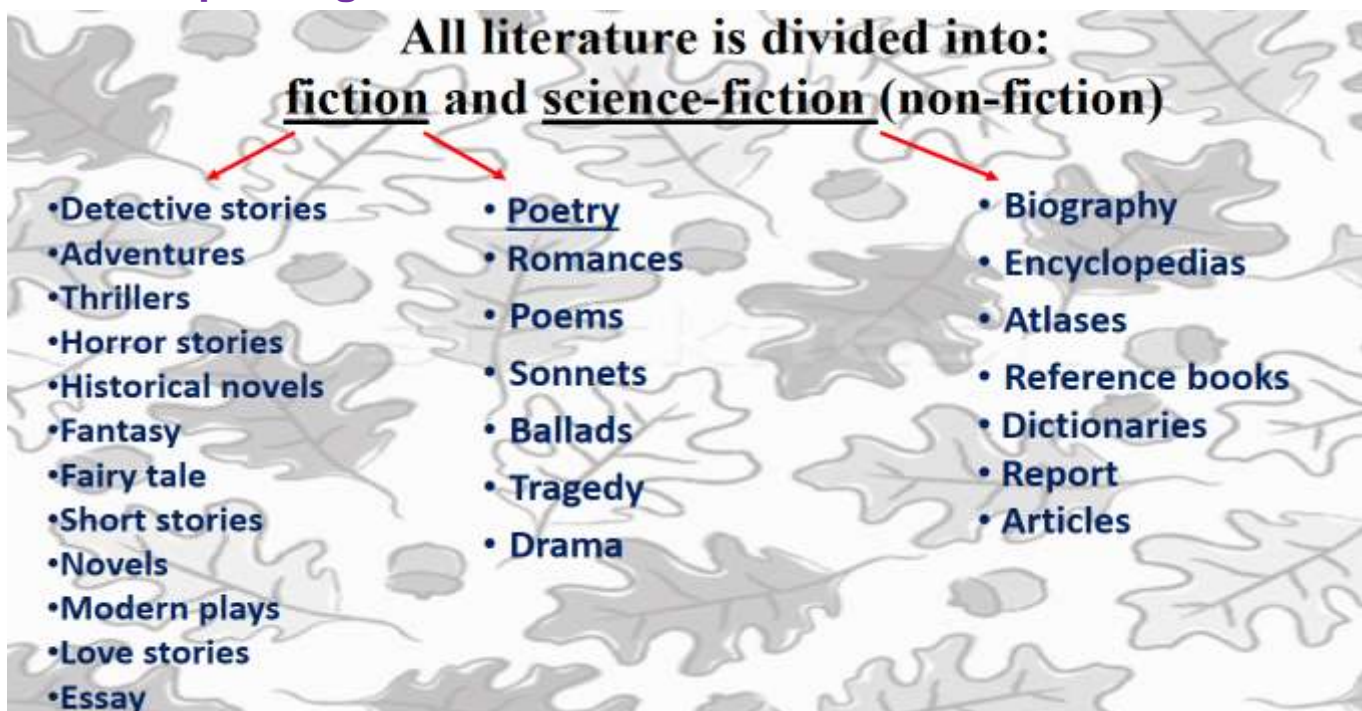 All literature is divided into:
fiction and science-fiction (non-fiction)
•Detective stories
•Adventures
•Thrillers
•Horror stories
•Historical novels
•Fantasy
•Fairy tale
•Short stories
•Novels
•Modern plays
•Love stories
•Essay
• Poetry
• Romances
• Poems
• Sonnets
• Ballads
• Tragedy
• Drama
• Biography
• Encyclopedias
• Atlases
• Reference books
• Dictionaries
• Report
• Articles